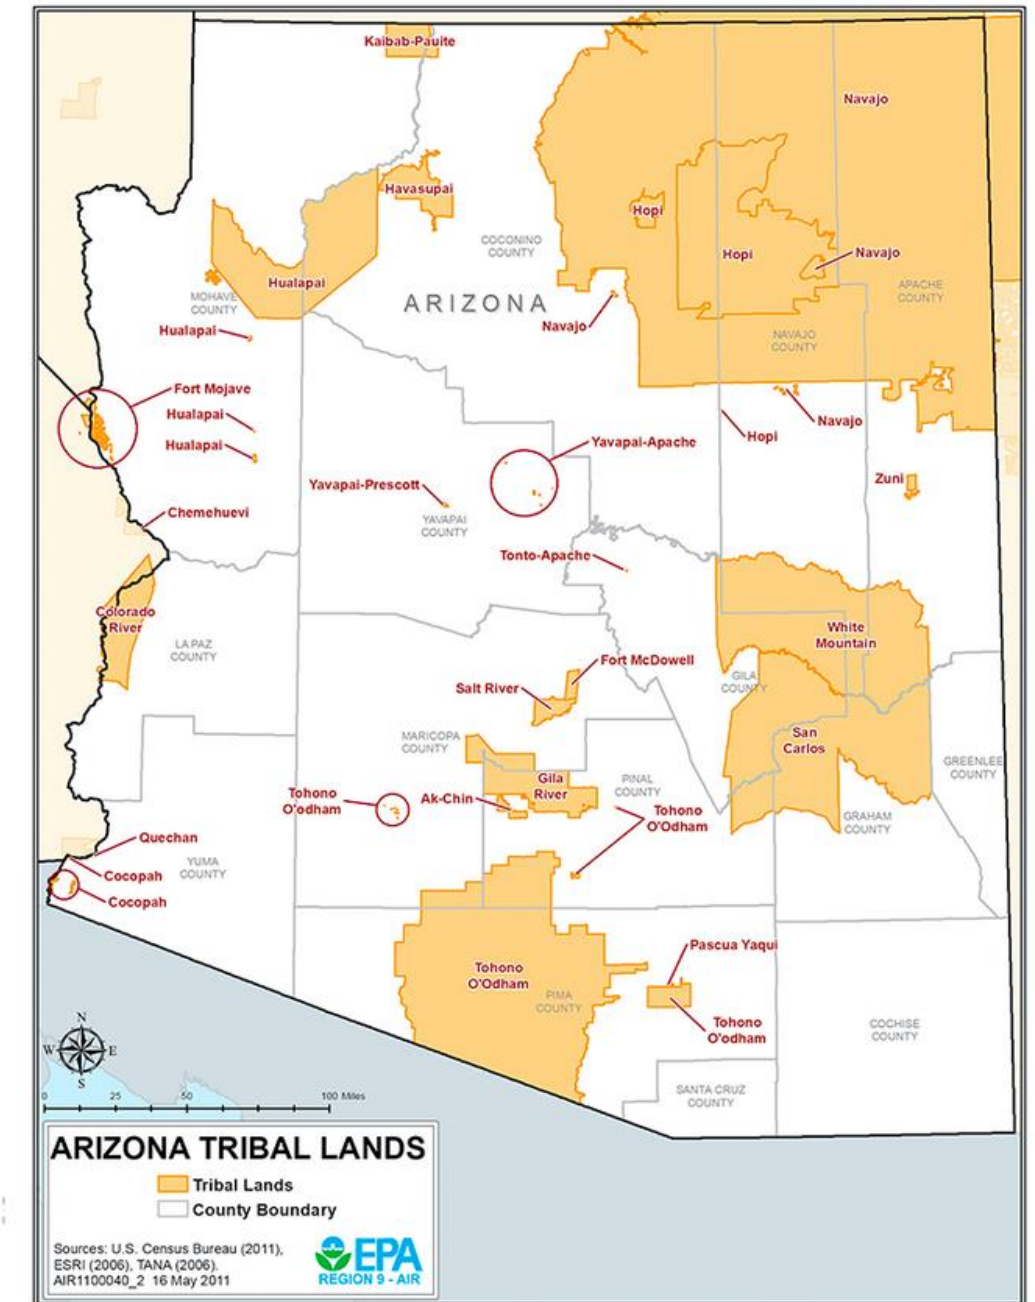 Kaibab-Pauite
Navajo
Havasupai
Hopi
COCONINO
COUNTY
Hopi
Navajo
Hualapai
APACHE
COUNTY
MOHAVE
COUNTY
ARIZONA
Hualapai
Navajo
NAVAJO
COUNTY
Fort Mojave
Hualapai
Navajo
Hopi
Hualapai
Yavapai-Apache
Zuni
Yavapai-Prescott
Chemehuevi
YAVAPAI
COUNTY
Tonto-Apache
Colorado
River
White
Mountain
LA PAZ
COUNTY
Fort McDowell
GILA
COUNTY
Salt River
San
Carlos
MARICOPA
COUNTY
GREENLEE
COUNTY
Gila
River
PINAL
COUNTY
Tohono
O'odham
Ak-Chin
Tohono
O'Odham
GRAHAM
COUNTY
Quechan
YUMA
COUNTY
Cocopah
Cocopah
Pascua Yaqui
Tohono
O'Odham
PIMA
COUNTY
Tohono
O'odham
COCHISE
COUNTY
N
W E
S
SANTA CRUZ
COUNTY
0 25 50 100 Miles
ARIZONA TRIBAL LANDS
Tribal Lands
County Boundary
Sources: U.S. Census Bureau (2011),
ESRI (2006), TANA (2006).
AIR1100040_2 16 May 2011
EPA
REGION 9 - AIR